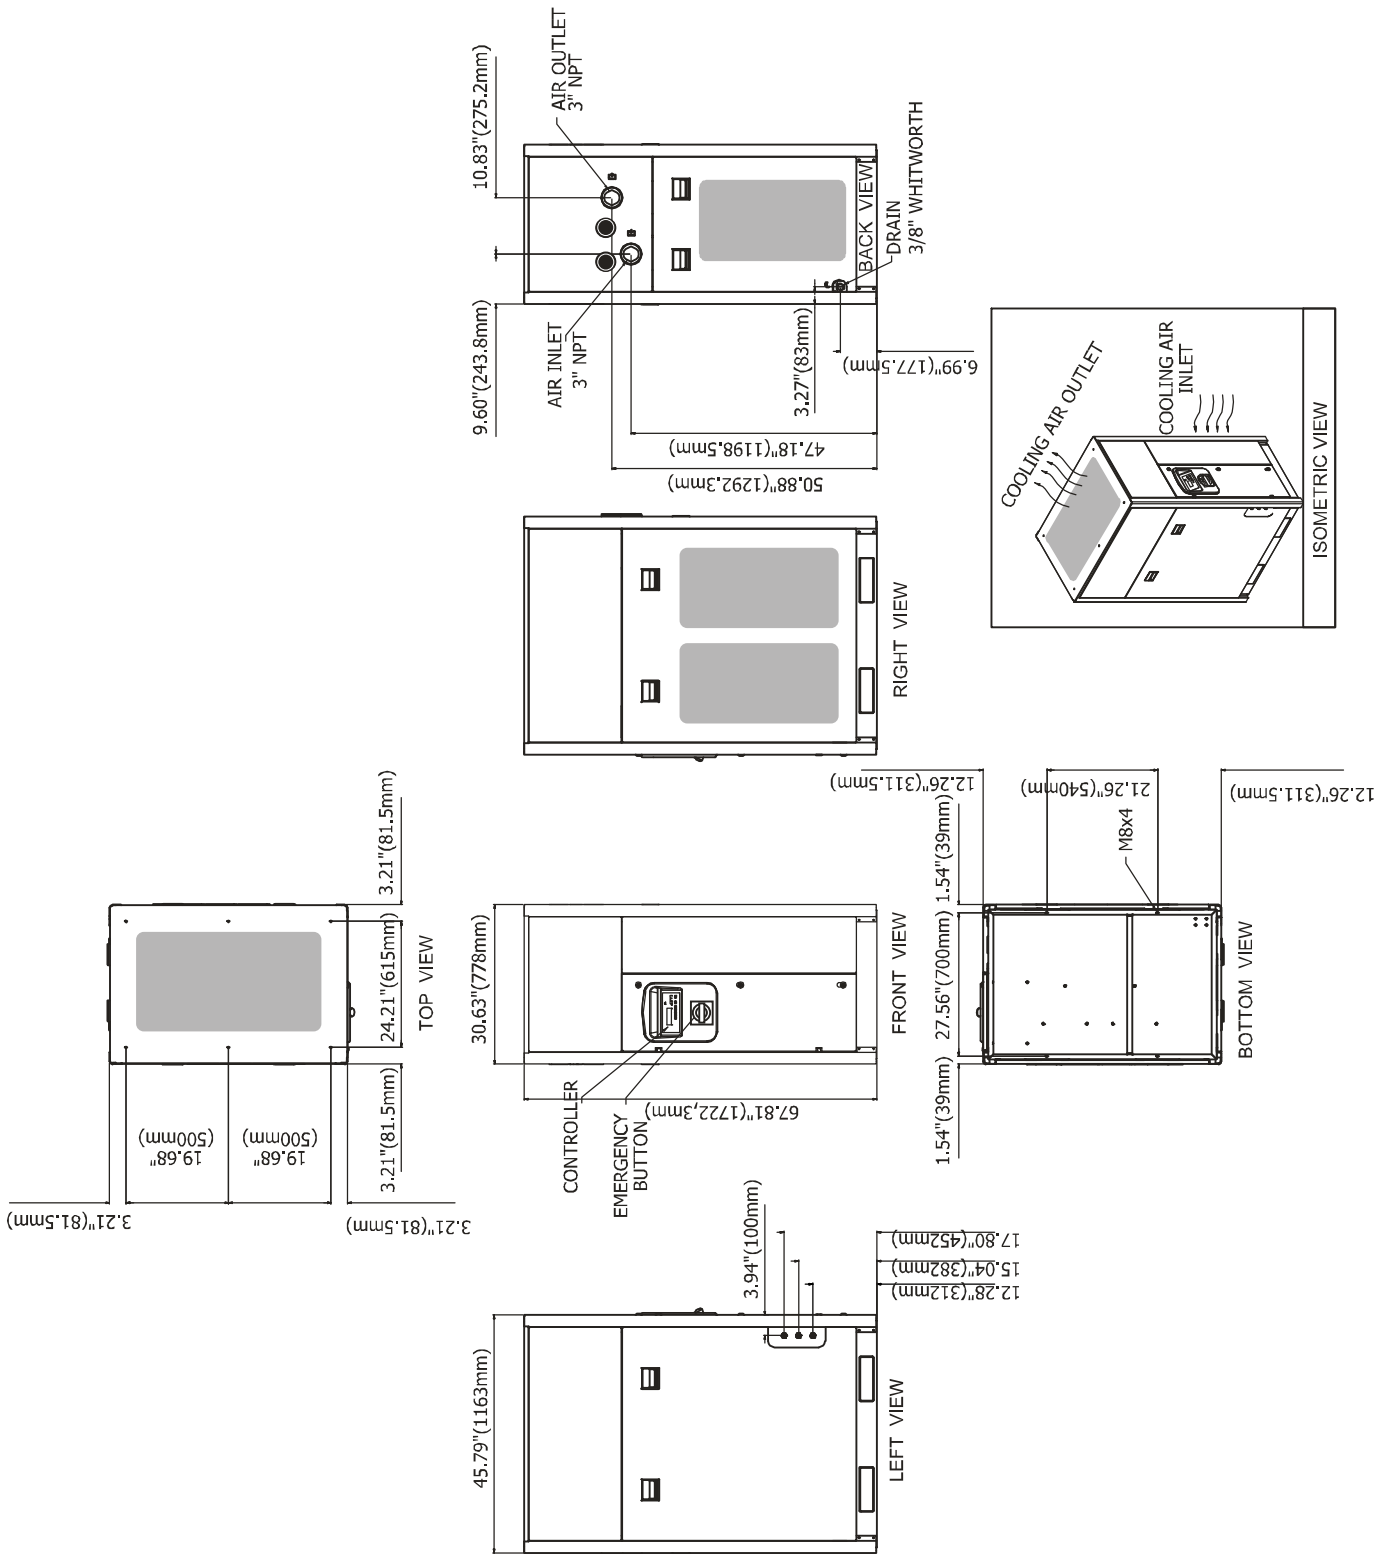 3.21"(81.5mm)
19.68"
(500mm)
19.68"
(500mm)
3.21"(81.5mm)
3.21"(81.5mm)
24.21"(615mm)
3.21"(81.5mm)
TOP VIEW
45.79"(1163mm)
3.94"(100mm)
17.80"(452mm)
15.04"(382mm)
12.28"(312mm)
LEFT VIEW
30.63"(778mm)
67.81"(1722,3mm)
CONTROLLER
EMERGENCY
BUTTON
FRONT VIEW
RIGHT VIEW
9.60"(243.8mm)
10.83"(275.2mm)
AIR INLET
3" NPT
AIR OUTLET
3" NPT
50.88"(1292.3mm)
47.18"(1198.5mm)
3.27"(83mm)
6.99"(177.5mm)
BACK VIEW
DRAIN
3/8" WHITWORTH
1.54"(39mm)
27.56"(700mm)
1.54"(39mm)
12.26"(311.5mm)
21.26"(540mm)
12.26"(311.5mm)
M8x4
BOTTOM VIEW
COOLING AIR OUTLET
COOLING AIR
INLET
ISOMETRIC VIEW